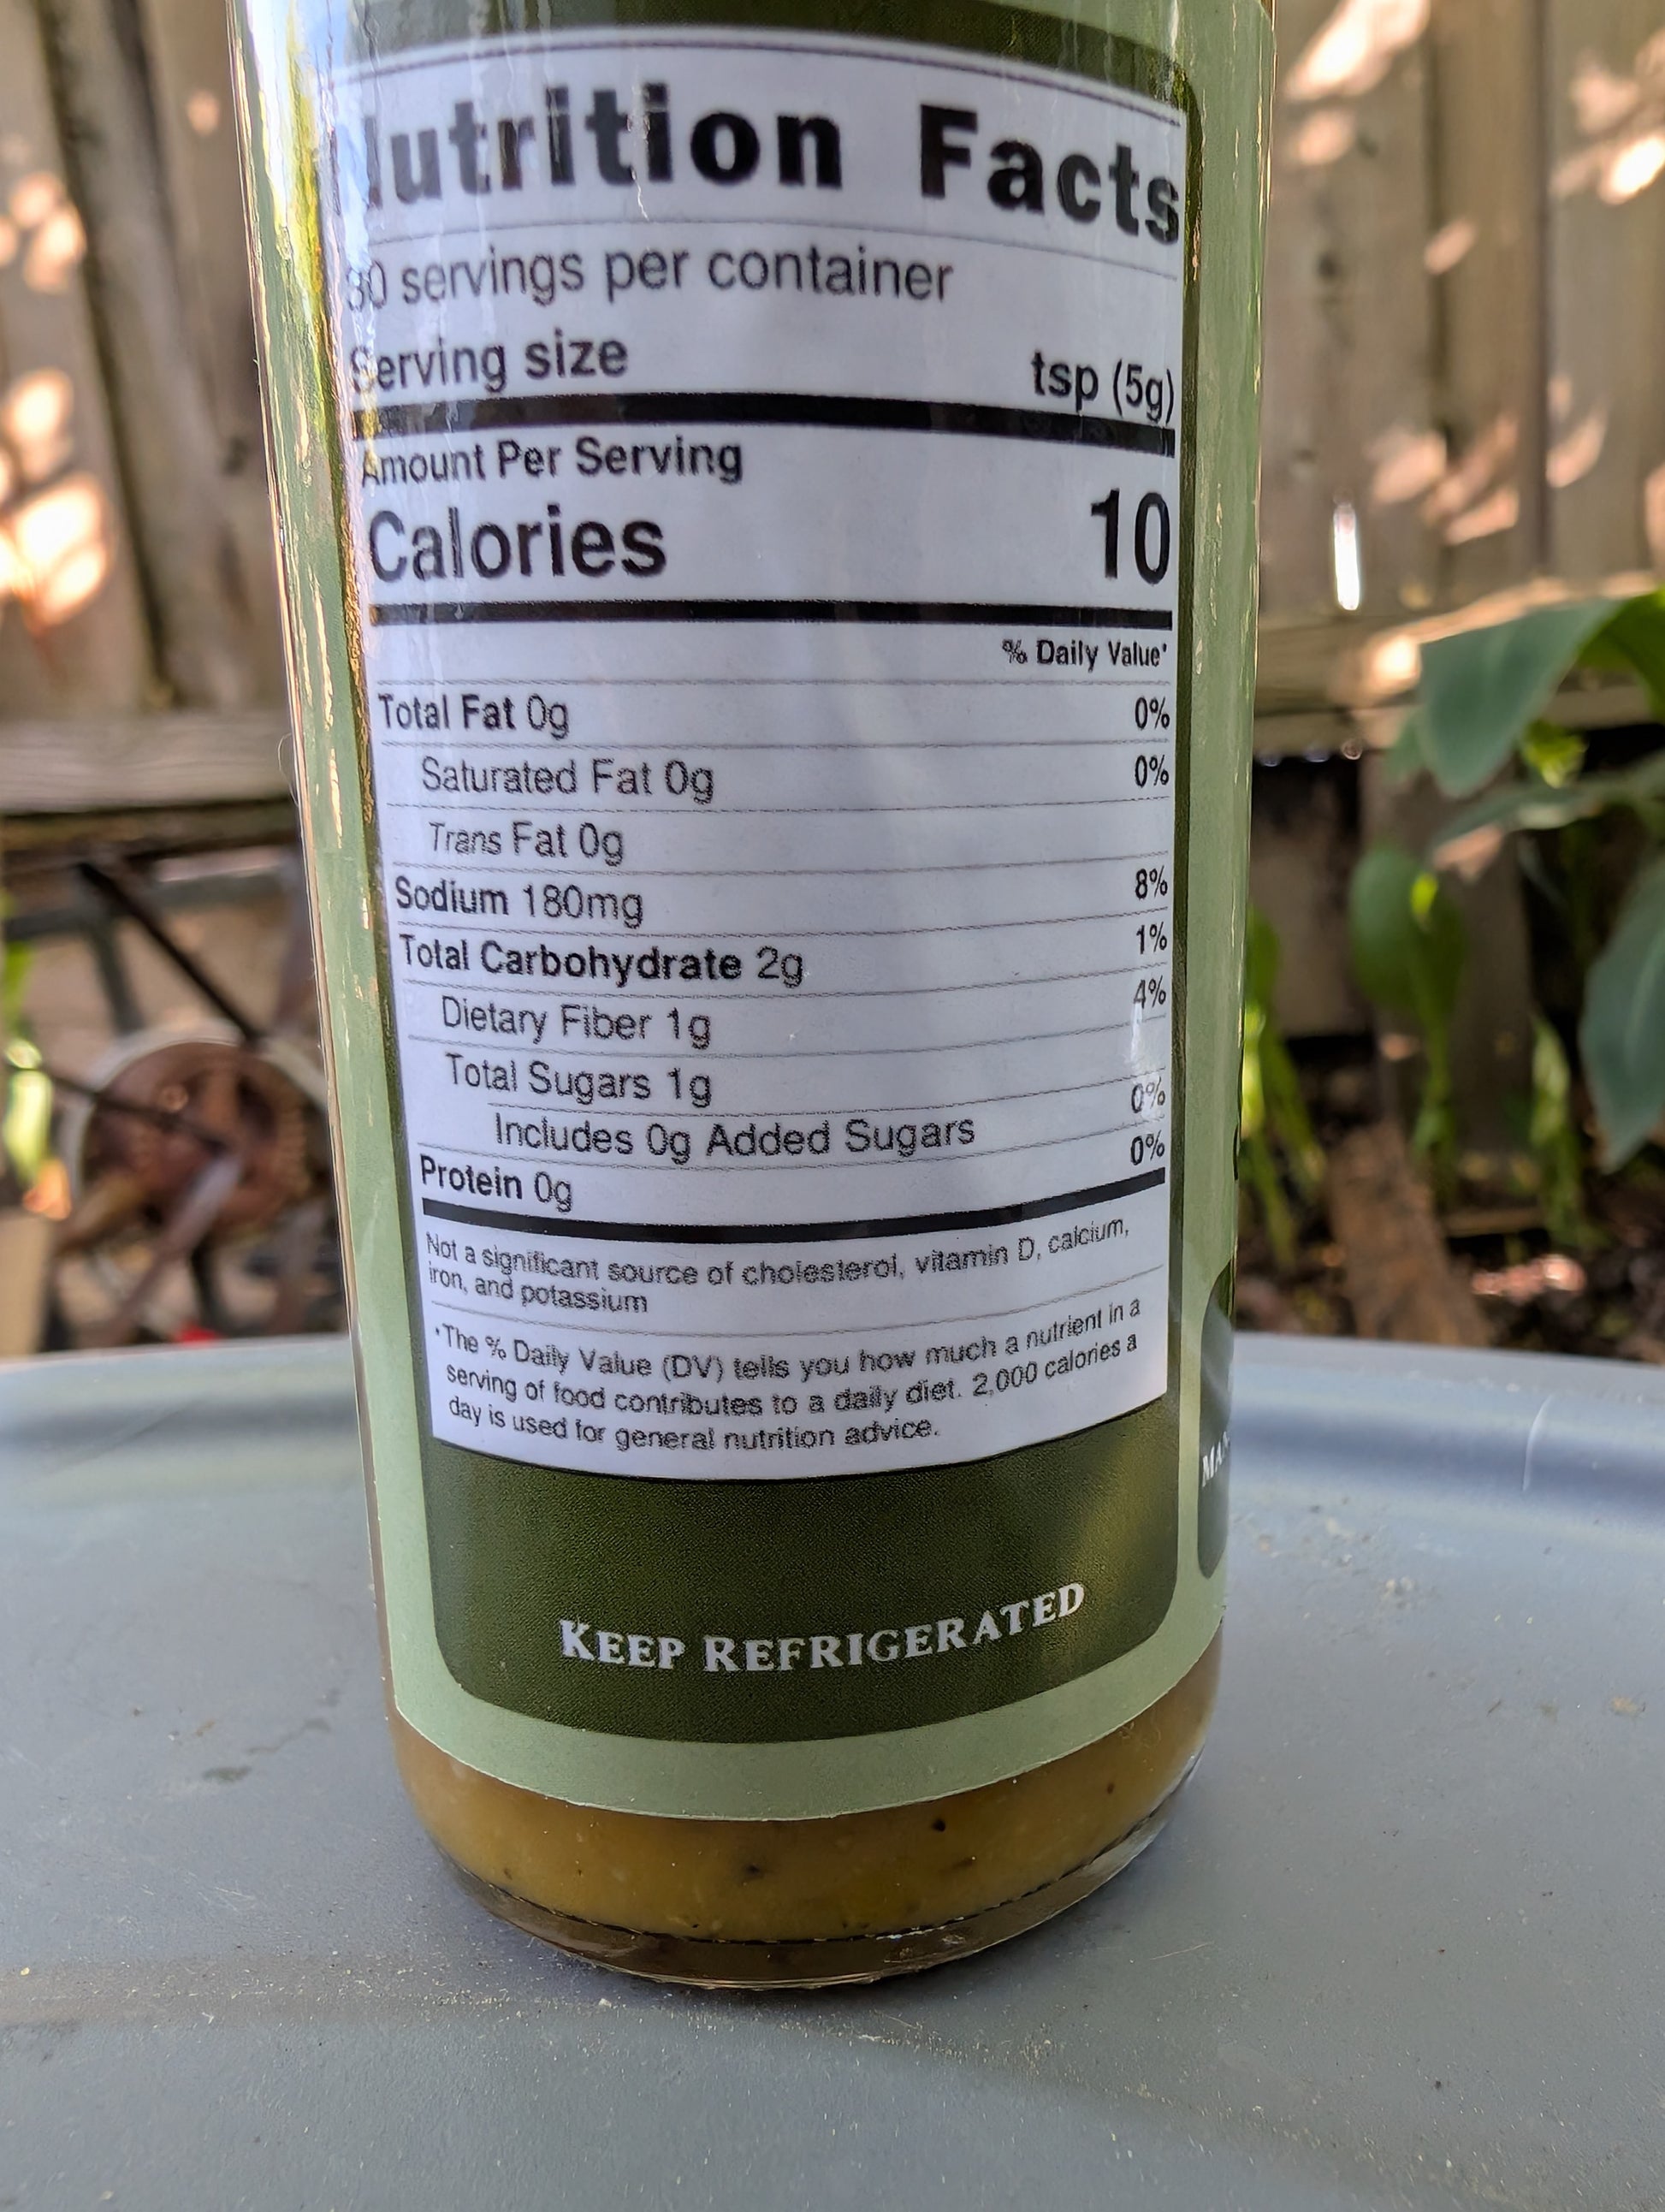 Nutrition Facts
servings per container
Serving size tsp (5g)
Amount Per Serving
Calories 10
% Daily Value*
Total Fat 0g 0%
Saturated Fat 0g 0%
Trans Fat 0g
Sodium 180mg 8%
Total Carbohydrate 2g 1%
Dietary Fiber 1g 4%
Total Sugars 1g
Includes 0g Added Sugars 0%
Protein 0g 0%
Not a significant source of cholesterol, vitamin D, calcium,
iron, and potassium
*The % Daily Value (DV) tells you how much a nutrient in a
serving of food contributes to a daily diet. 2,000 calories a
day is used for general nutrition advice.
KEEP REFRIGERATED